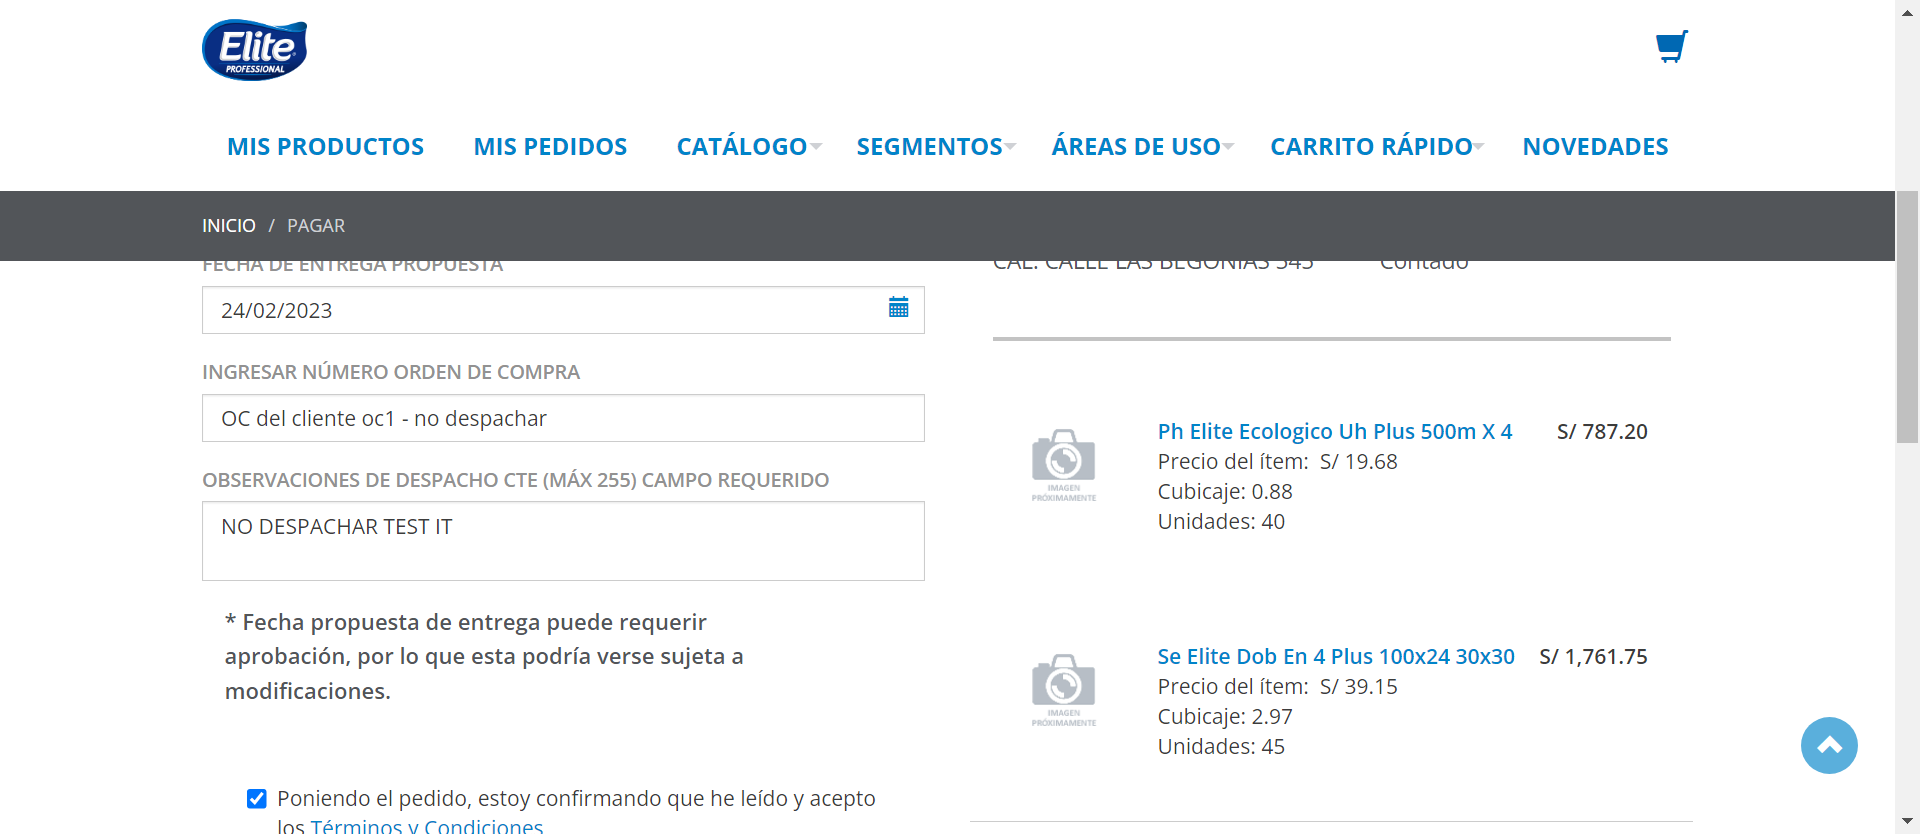 Elite
PROFESSIONAL
MIS PRODUCTOS MIS PEDIDOS CATÁLOGO SEGMENTOS ÁREAS DE USO CARRITO RÁPIDO NOVEDADES
INICIO / PAGAR
FECHA DE ENTREGA PROPUESTA
24/02/2023
INGRESAR NÚMERO ORDEN DE COMPRA
OC del cliente oc1 - no despachar
OBSERVACIONES DE DESPACHO CTE (MÁX 255) CAMPO REQUERIDO
NO DESPACHAR TEST IT
* Fecha propuesta de entrega puede requerir
aprobación, por lo que esta podría verse sujeta a
modificaciones.
Poniendo el pedido, estoy confirmando que he leído y acepto
los Términos y Condiciones
CAL. CALLE LAS BEGONIAS 545 Contado
IMAGEN
PRÓXIMAMENTE
Ph Elite Ecologico Uh Plus 500m X 4 S/ 787.20
Precio del ítem: S/ 19.68
Cubicaje: 0.88
Unidades: 40
IMAGEN
PRÓXIMAMENTE
Se Elite Dob En 4 Plus 100x24 30x30 S/ 1,761.75
Precio del ítem: S/ 39.15
Cubicaje: 2.97
Unidades: 45